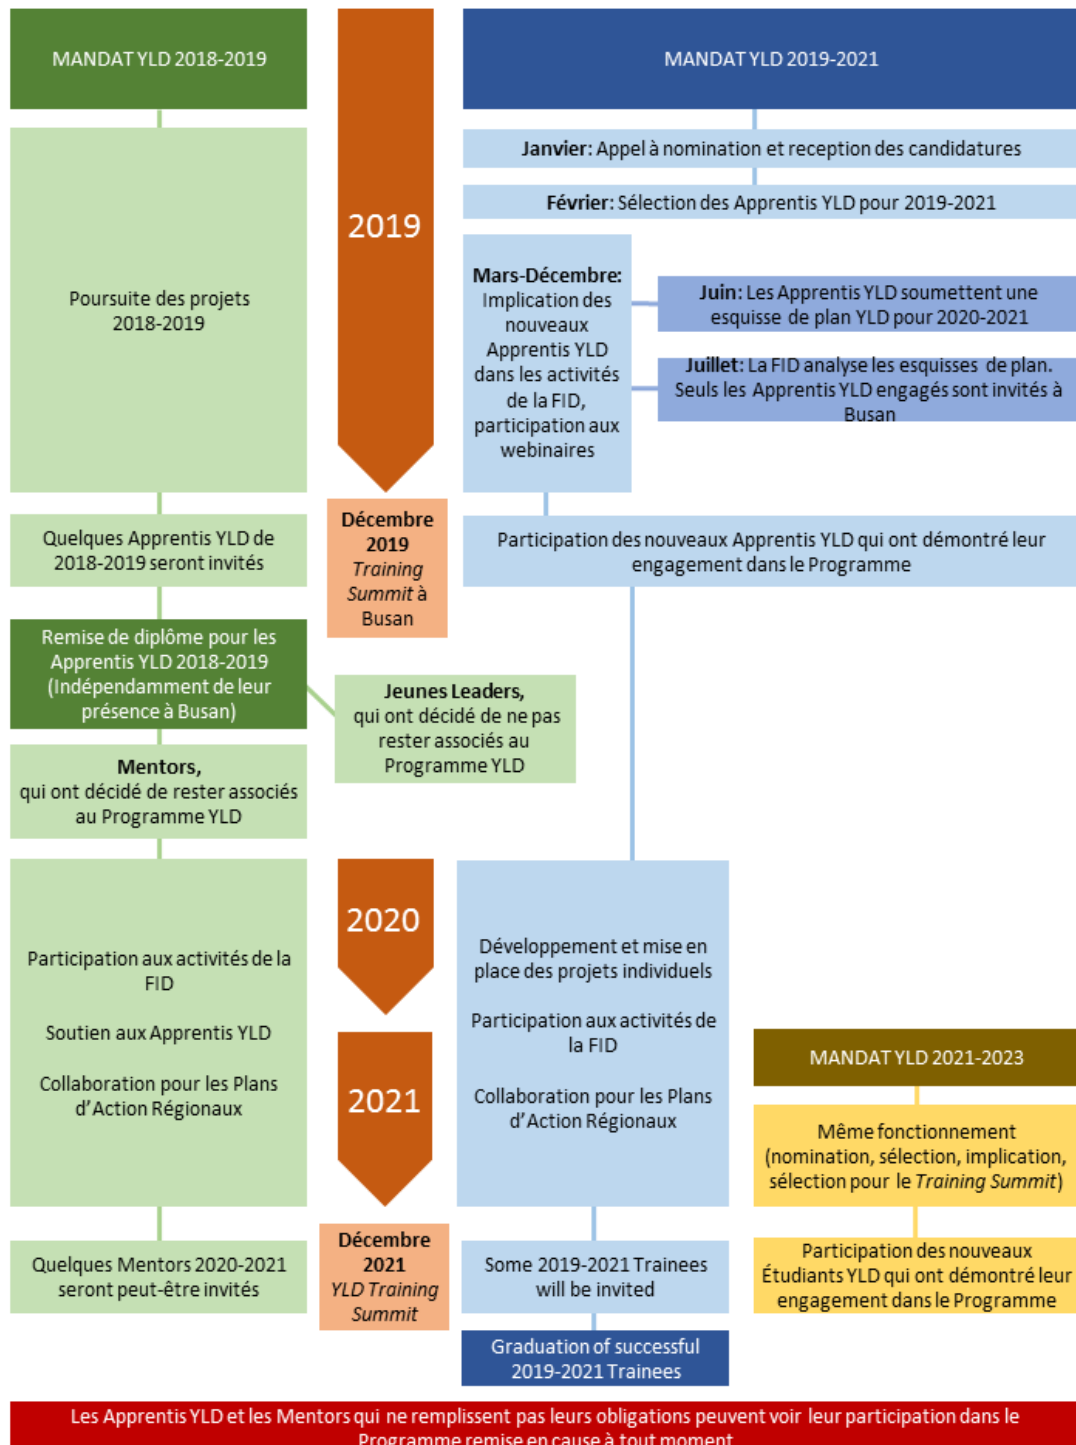 MANDAT YLD 2018-2019
Poursuite des projets
2018-2019
Quelques Apprentis YLD de
2018-2019 seront invités
Remise de diplôme pour les
Apprentis YLD 2018-2019
(Indépendamment de leur
présence à Busan)
Jeunes Leaders,
qui ont décidé de ne pas
rester associés au
Programme YLD
Mentors,
qui ont décidé de rester associés
au Programme YLD
Participation aux activités de la
FID
Soutien aux Apprentis YLD
Collaboration pour les Plans
d’Action Régionaux
Quelques Mentors 2020-2021
seront peut-être invités
2019
Décembre
2019
Training
Summit à
Busan
2020
2021
Décembre
2021
YLD Training
Summit
MANDAT YLD 2019-2021
Janvier: Appel à nomination et reception des candidatures
Février: Sélection des Apprentis YLD pour 2019-2021
Mars-Décembre:
Implication des
nouveaux
Apprentis YLD
dans les activités
de la FID,
participation aux
webinaires
Juin: Les Apprentis YLD soumettent une
esquisse de plan YLD pour 2020-2021
Juillet: La FID analyse les esquisses de plan.
Seuls les Apprentis YLD engagés sont invités à
Busan
Participation des nouveaux Apprentis YLD qui ont démontré leur
engagement dans le Programme
Développement et mise en
place des projets individuels
Participation aux activités de
la FID
Collaboration pour les Plans
d’Action Régionaux
Some 2019-2021 Trainees
will be invited
Graduation of successful
2019-2021 Trainees
MANDAT YLD 2021-2023
Même fonctionnement
(nomination, sélection, implication,
sélection pour le Training Summit)
Participation des nouveaux
Étudiants YLD qui ont démontré leur
engagement dans le Programme
Les Apprentis YLD et les Mentors qui ne remplissent pas leurs obligations peuvent voir leur participation dans le
Programme remise en cause à tout moment